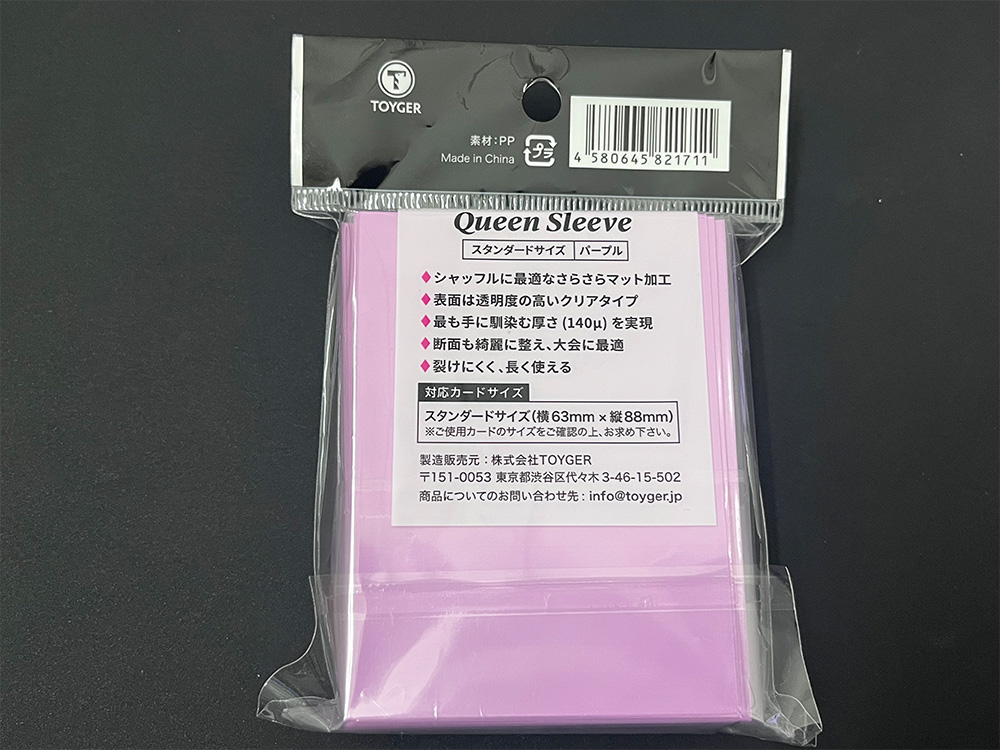 TOYGER
素材：PP
Made in China
プラ
4 580645 821711
Queen Sleeve
スタンダードサイズ パープル
♦シャッフルに最適なさらさらマット加工
♦表面は透明度の高いクリアタイプ
♦最も手に馴染む厚さ (140μ) を実現
♦断面も綺麗に整え、大会に最適
♦裂けにくく、長く使える
対応カードサイズ
スタンダードサイズ(横63mm × 縦88mm)
※ご使用カードのサイズをご確認の上、お求め下さい。
製造販売元：株式会社TOYGER
〒151-0053 東京都渋谷区代々木3-46-15-502
商品についてのお問い合わせ先：info@toyger.jp